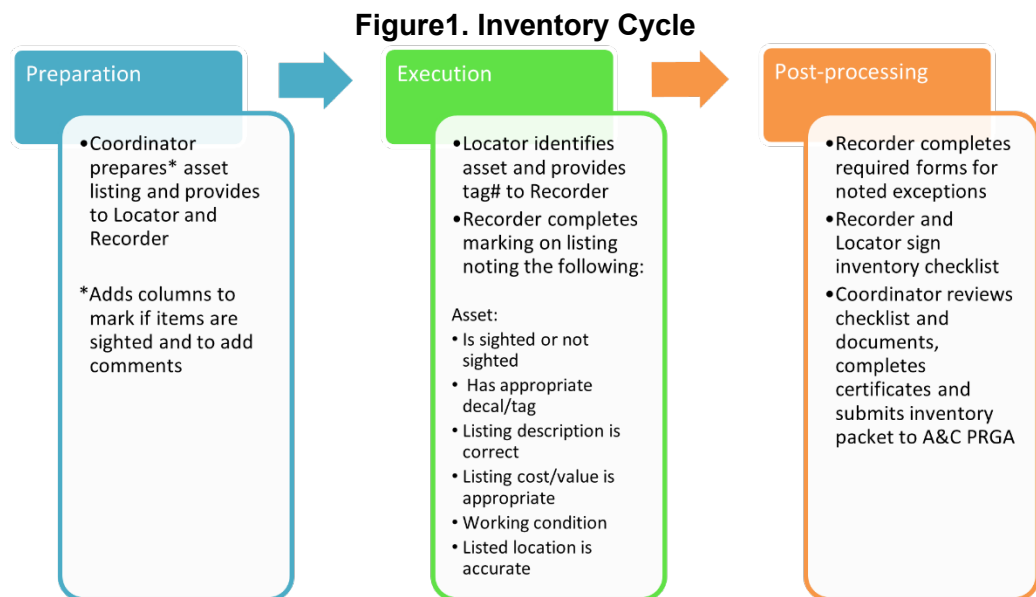 Figure1. Inventory Cycle
Preparation
•Coordinator
prepares* asset
listing and provides
to Locator and
Recorder
*Adds columns to
mark if items are
sighted and to add
comments
Execution
•Locator identifies
asset and provides
tag# to Recorder
•Recorder completes
marking on listing
noting the following:
Asset:
• Is sighted or not
sighted
• Has appropriate
decal/tag
• Listing description is
correct
• Listing cost/value is
appropriate
• Working condition
• Listed location is
accurate
Post-processing
•Recorder completes
required forms for
noted exceptions
•Recorder and
Locator sign
inventory checklist
•Coordinator reviews
checklist and
documents,
completes
certificates and
submits inventory
packet to A&C PRGA